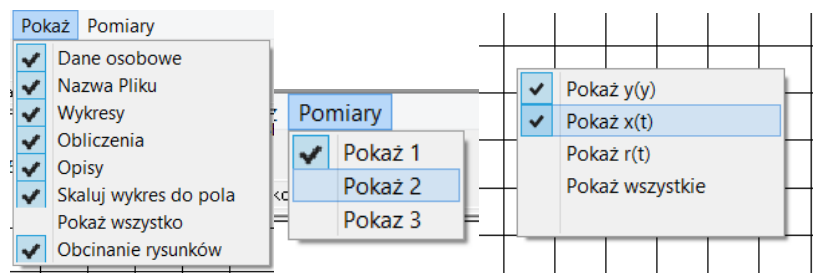 Pokaż Pomiary
Dane osobowe
Nazwa Pliku
Wykresy
Obliczenia
Opisy
Skaluj wykres do pola
Pokaż wszystko
Obcinanie rysunków
Pomiary
Pokaż 1
Pokaż 2
Pokaz 3
Pokaż y(y)
Pokaż x(t)
Pokaż r(t)
Pokaż wszystkie